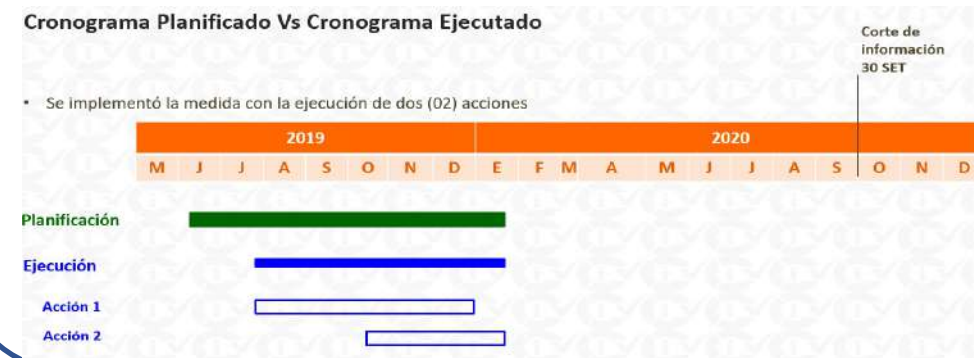 Cronograma Planificado Vs Cronograma Ejecutado
Corte de
información
30 SET
• Se implementó la medida con la ejecución de dos (02) acciones
2019 2020
M J J A S O N D E F M A M J J A S O N D
Planificación
Ejecución
Acción 1
Acción 2